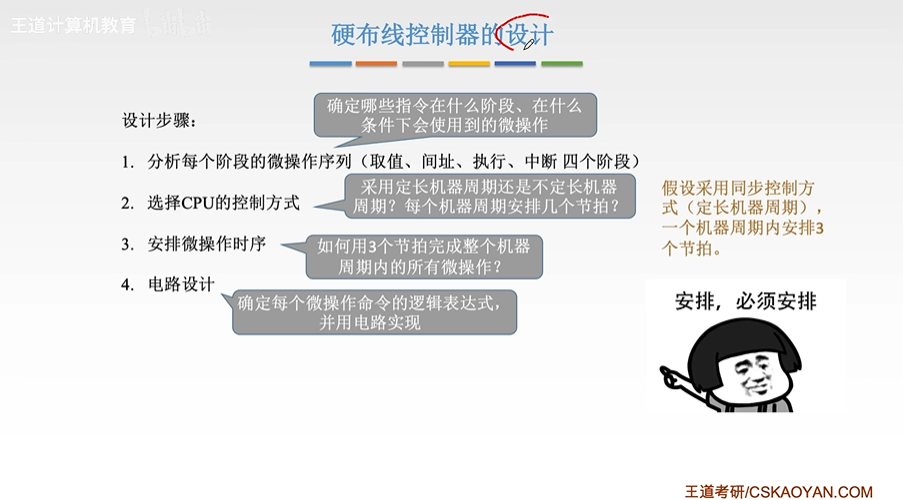 王道计算机教育
硬布线控制器的设计
设计步骤：
确定哪些指令在什么阶段、在什么
条件下会使用到的微操作
1. 分析每个阶段的微操作序列（取值、间址、执行、中断 四个阶段）
2. 选择CPU的控制方式
采用定长机器周期还是不定长机器
周期？每个机器周期安排几个节拍？
假设采用同步控制方
式（定长机器周期），
一个机器周期内安排3
个节拍。
3. 安排微操作时序
如何用3个节拍完成整个机器
周期内的所有微操作？
4. 电路设计
确定每个微操作命令的逻辑表达式，
并用电路实现
安排，必须安排
王道考研/CSKAOYAN.COM